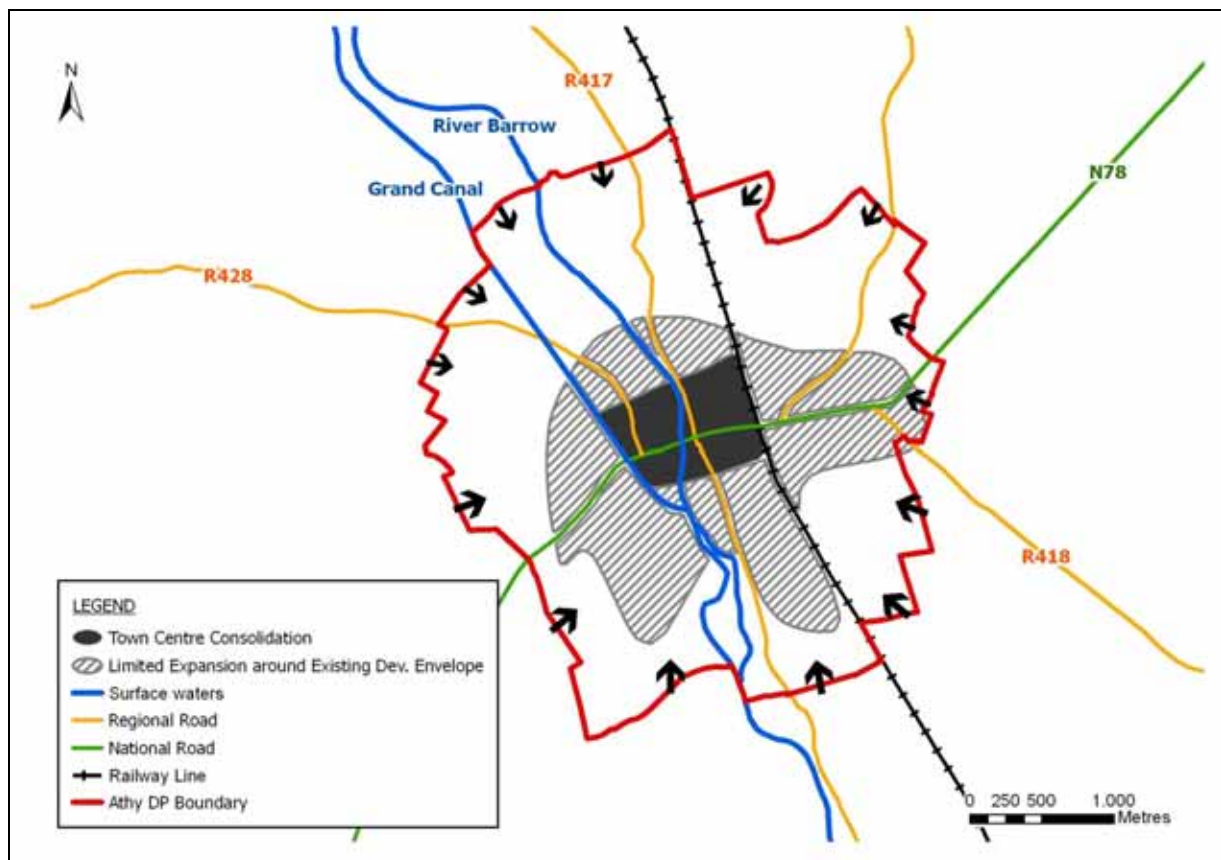 N
R417
River Barrow
N78
Grand Canal
R428
R418
LEGEND
Town Centre Consolidation
Limited Expansion around Existing Dev. Envelope
Surface waters
Regional Road
National Road
Railway Line
Athy DP Boundary
0 250 500 1.000
Metres